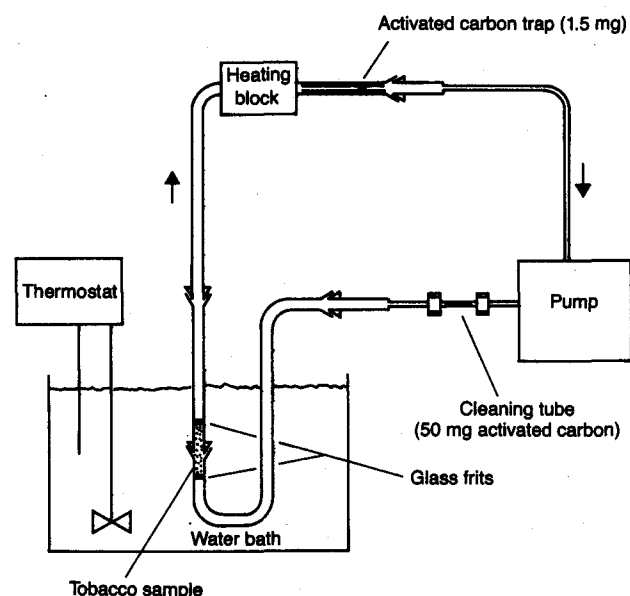 Activated carbon trap (1.5 mg)
Heating
block
Thermostat
Pump
Cleaning tube
(50 mg activated carbon)
Glass frits
Water bath
Tobacco sample